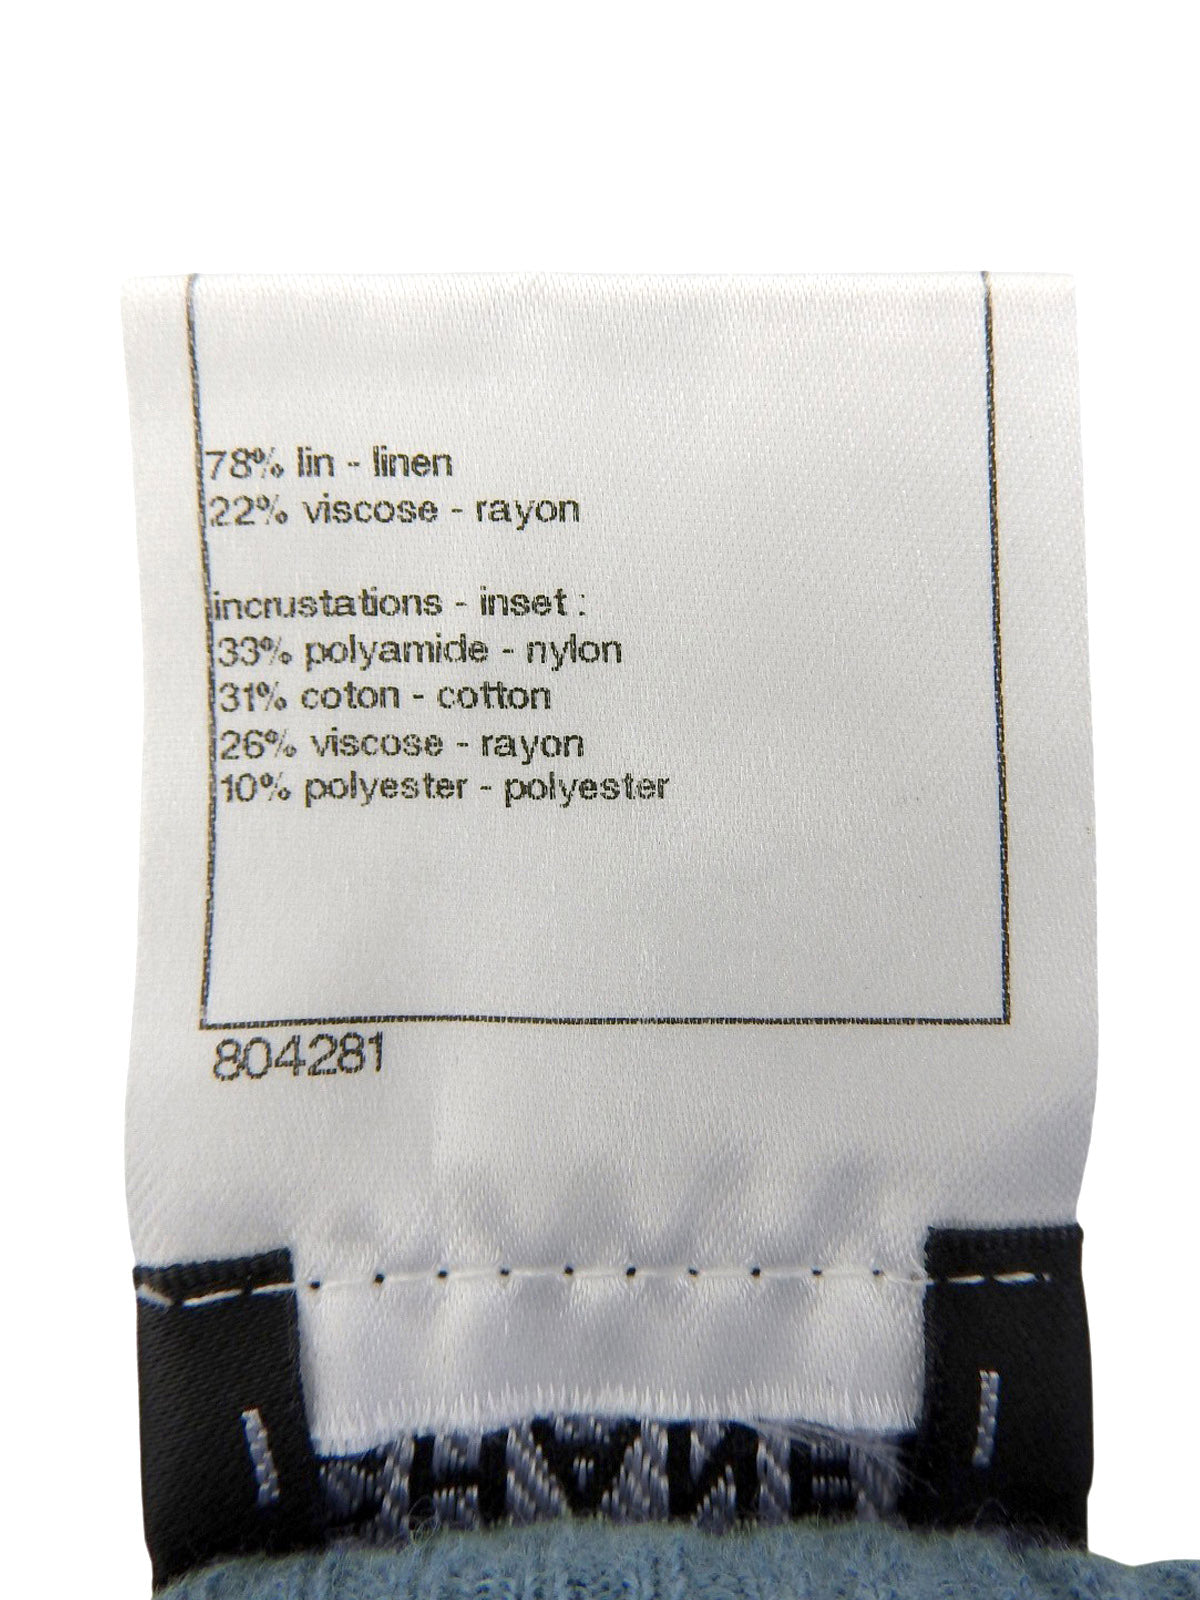 78% lin - linen
22% viscose - rayon
incrustations - inset :
33% polyamide - nylon
31% coton - cotton
26% viscose - rayon
10% polyester - polyester
804281